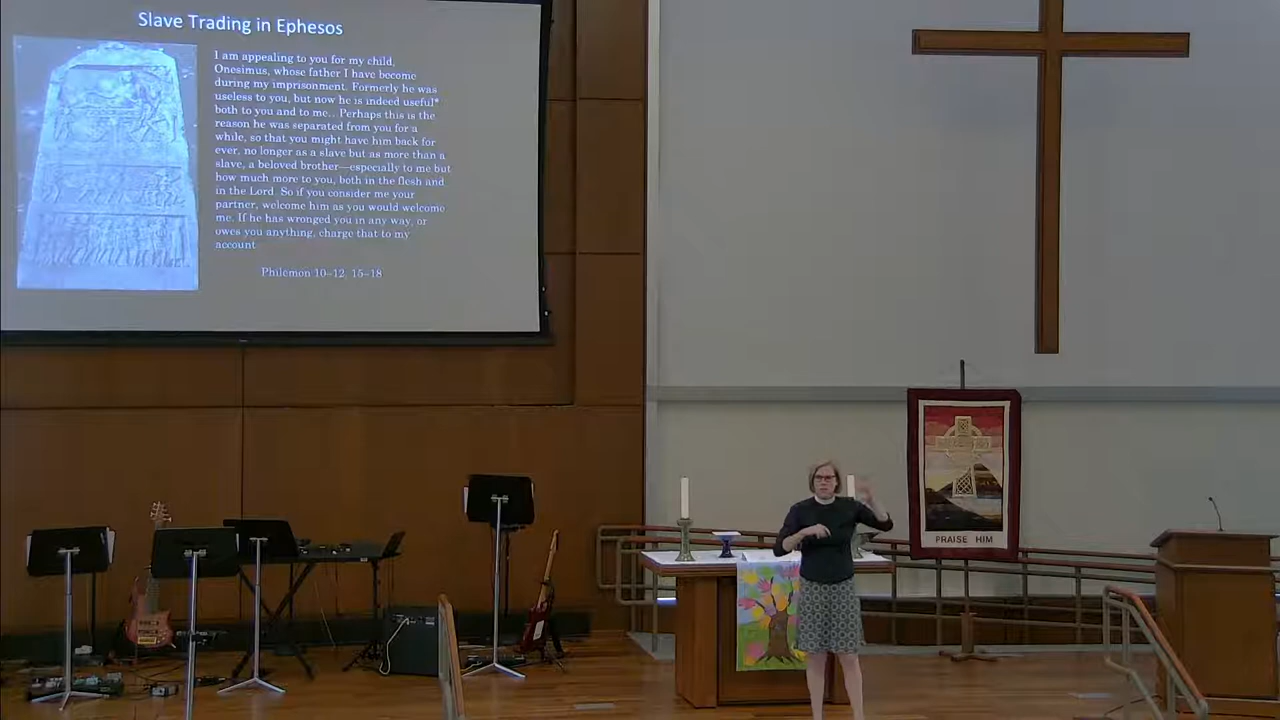 Slave Trading in Ephesos
I am appealing to you for my child,
Onesimus, whose father I have become
during my imprisonment. Formerly he was
useless to you, but now he is indeed useful*
both to you and to me.. Perhaps this is the
reason he was separated from you for a
while, so that you might have him back for
ever, no longer as a slave but as more than a
slave, a beloved brother—especially to me but
how much more to you, both in the flesh and
in the Lord. So if you consider me your
partner, welcome him as you would welcome
me. If he has wronged you in any way, or
owes you anything, charge that to my
account
Philemon 10–12, 15–18
PRAISE HIM